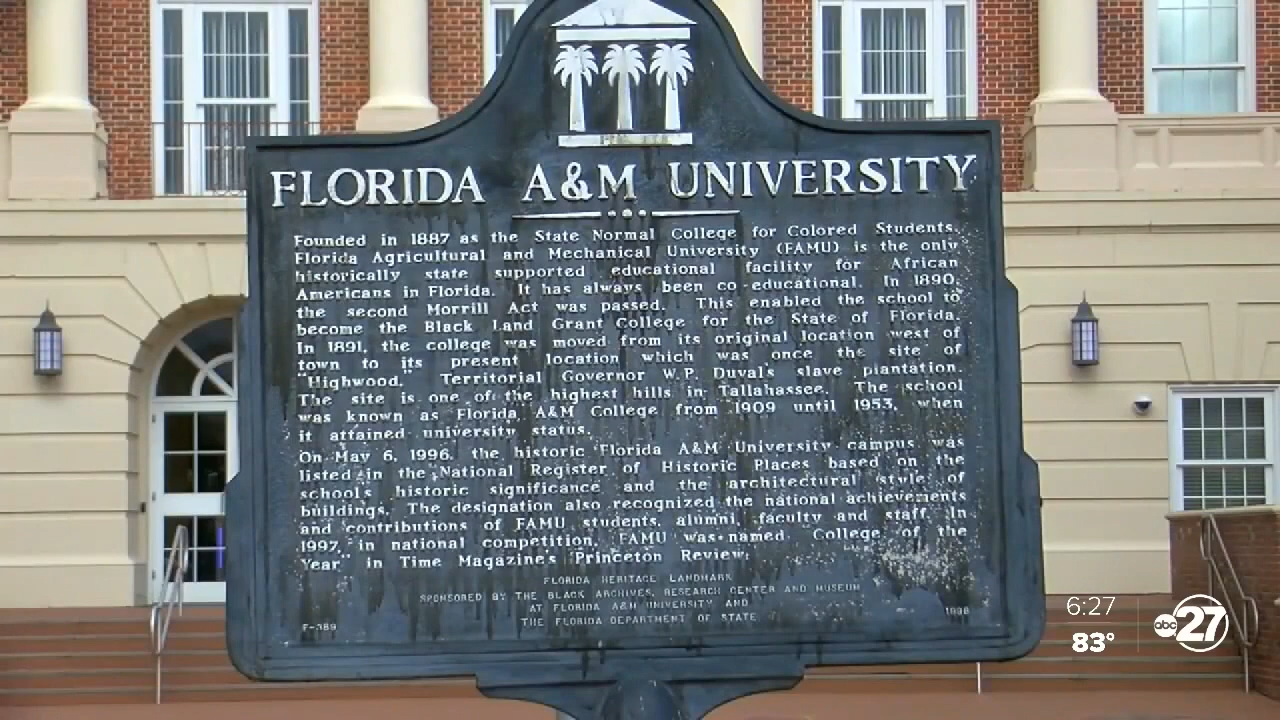 FLORIDA A&M UNIVERSITY
Founded in 1887 as the State Normal College for Colored Students,
Florida Agricultural and Mechanical University (FAMU) is the only
historically state supported educational facility for African
Americans in Florida. It has always been co-educational. In 1890,
the second Morrill Act was passed. This enabled the school to
become the Black Land Grant College for the State of Florida.
In 1891, the college was moved from its original location west of
town to its present location which was once the site of
"Highwood," Territorial Governor W.P. Duval's slave plantation.
The site is one of the highest hills in Tallahassee. The school
was known as Florida A&M College from 1909 until 1953, when
it attained university status.
On May 6, 1996, the historic Florida A&M University campus was
listed in the National Register of Historic Places based on the
school's historic significance and the architectural style of
buildings. The designation also recognized the national achievements
and contributions of FAMU students, alumni, faculty and staff. In
1997, in national competition, FAMU was named "College of the
Year" in Time Magazine's Princeton Review.
FLORIDA HERITAGE LANDMARK
SPONSORED BY THE BLACK ARCHIVES, RESEARCH CENTER AND MUSEUM
AT FLORIDA A&M UNIVERSITY AND
THE FLORIDA DEPARTMENT OF STATE
F-389
1998
6:27
83°
abc 27